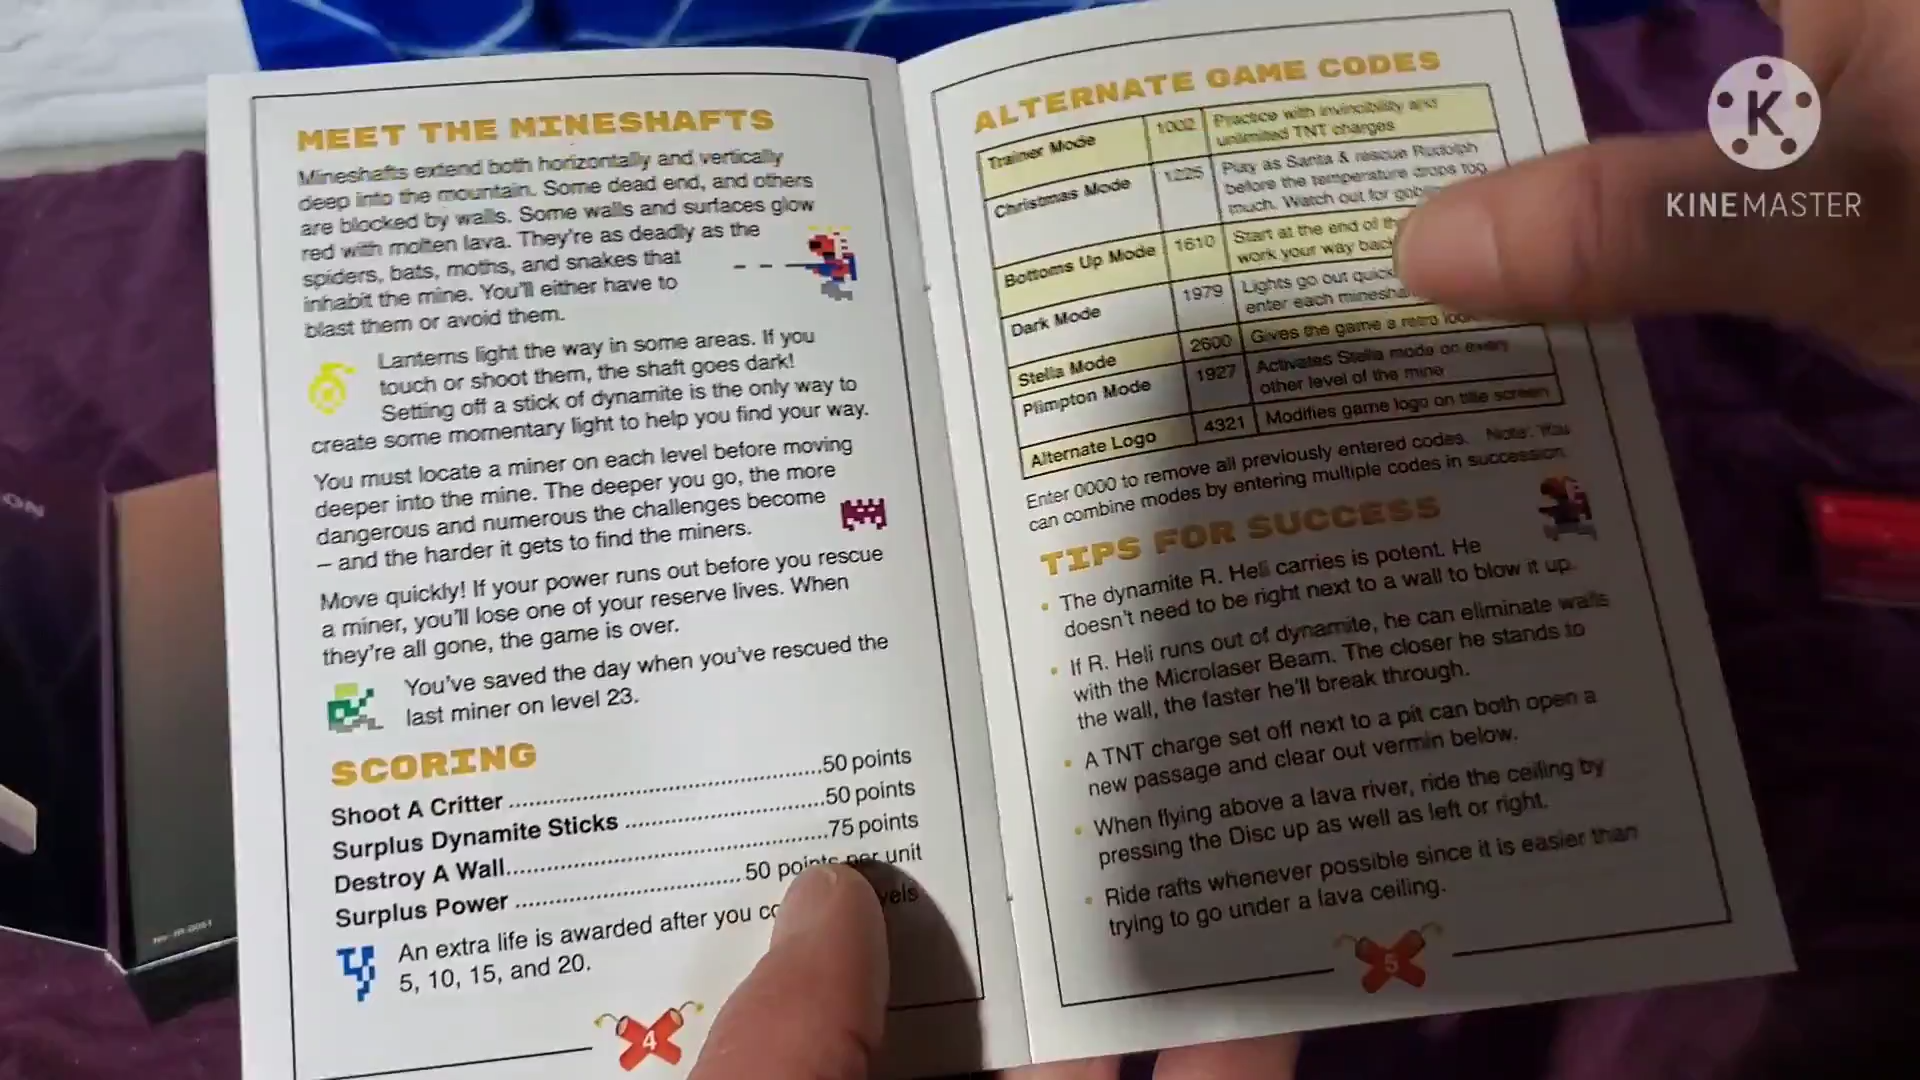 MEET THE MINESHAFTS
Mineshafts extend both horizontally and vertically
deep into the mountain. Some dead end, and others
are blocked by walls. Some walls and surfaces glow
red with molten lava. They're as deadly as the
spiders, bats, moths, and snakes that
inhabit the mine. You'll either have to
blast them or avoid them.
Lanterns light the way in some areas. If you
touch or shoot them, the shaft goes dark!
Setting off a stick of dynamite is the only way to
create some momentary light to help you find your way.
You must locate a miner on each level before moving
deeper into the mine. The deeper you go, the more
dangerous and numerous the challenges become
– and the harder it gets to find the miners.
Move quickly! If your power runs out before you rescue
a miner, you'll lose one of your reserve lives. When
they're all gone, the game is over.
You've saved the day when you've rescued the
last miner on level 23.
SCORING
Shoot A Critter ........................................50 points
Surplus Dynamite Sticks .........................50 points
Destroy A Wall........................................75 points
Surplus Power ............................50 points per unit
An extra life is awarded after you
5, 10, 15, and 20.
4
ALTERNATE GAME CODES
Trainer Mode 1002 Practice with invincibility and
unlimited TNT charges
Christmas Mode 1225 Play as Santa & rescue Rudolph
before the temperature drops too
much. Watch out for
Bottoms Up Mode 1610 Start at the end of
work your way
Dark Mode 1979 Lights go out
enter each
Stella Mode 2600 Gives the game a retro
Plimpton Mode 1927 Activates Stella mode on every
other level of the mine
Alternate Logo 4321 Modifies game logo on title screen
Enter 0000 to remove all previously entered codes. Note: You
can combine modes by entering multiple codes in succession.
TIPS FOR SUCCESS
• The dynamite R. Heli carries is potent. He
doesn't need to be right next to a wall to blow it up.
• If R. Heli runs out of dynamite, he can eliminate walls
with the Microlaser Beam. The closer he stands to
the wall, the faster he'll break through.
• A TNT charge set off next to a pit can both open a
new passage and clear out vermin below.
• When flying above a lava river, ride the ceiling by
pressing the Disc up as well as left or right.
• Ride rafts whenever possible since it is easier than
trying to go under a lava ceiling.
5
K
KINEMASTER